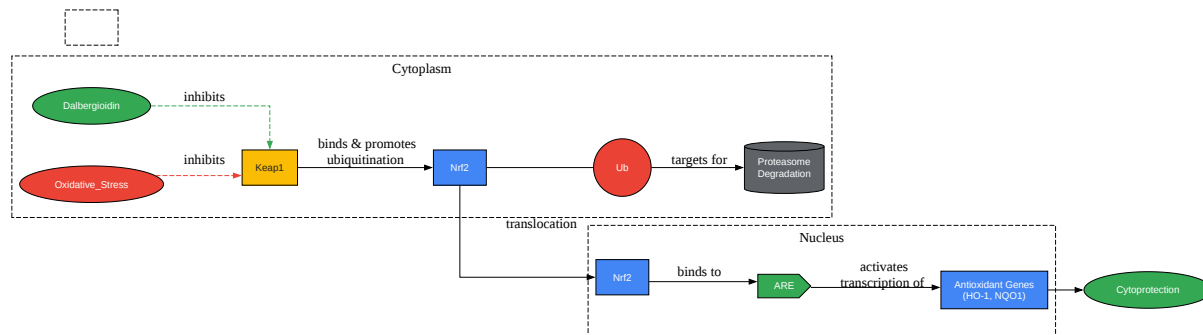 Cytoplasm
Dalbergioidin
inhibits
Oxidative_Stress
inhibits
Keap1
binds & promotes
ubiquitination
Nrf2
Ub
targets for
Proteasome
Degradation
translocation
Nucleus
Nrf2
binds to
ARE
activates
transcription of
Antioxidant Genes
(HO-1, NQO1)
Cytoprotection